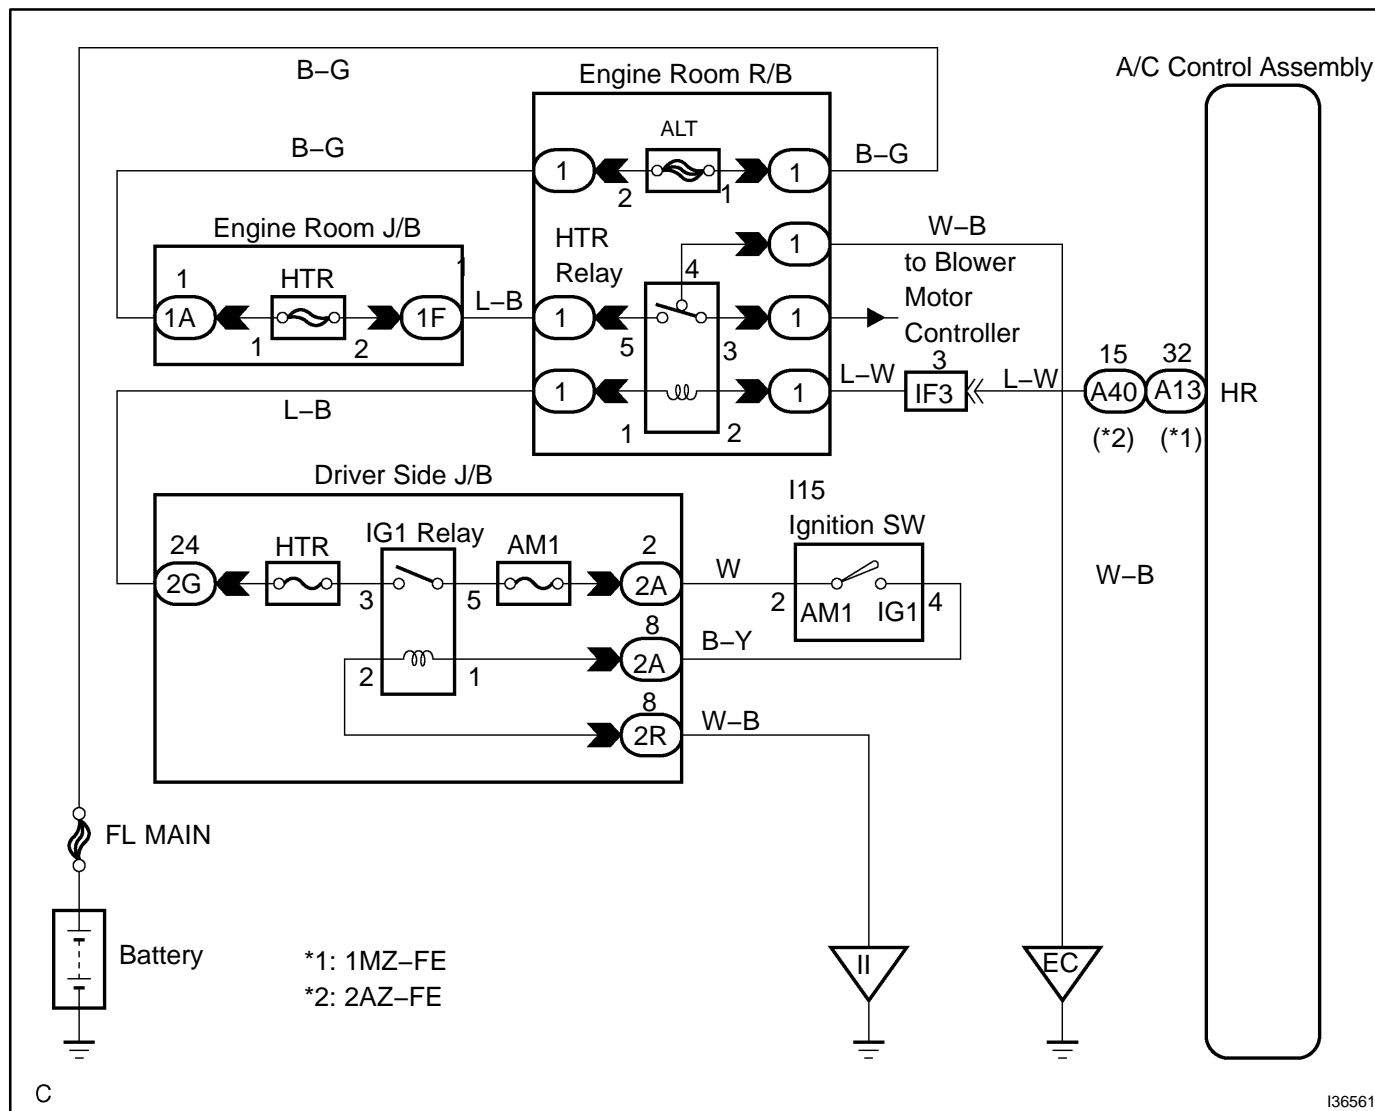 B–G
Engine Room R/B
A/C Control Assembly
ALT
B–G
1
2
1
1
B–G
Engine Room J/B
HTR
Relay
4
1
W–B
to Blower
Motor
Controller
1
HTR
1
1A
1
2
1F
L–B
1
5
3
1
15
32
L–B
1
1
2
1
L–W
3
IF3
L–W
A40
A13
HR
(*2)
(*1)
Driver Side J/B
I15
Ignition SW
24
HTR
IG1 Relay
AM1
2
2G
3
5
2A
W
2
AM1
IG1
4
W–B
8
2
1
2A
B–Y
8
2R
W–B
FL MAIN
Battery
*1: 1MZ–FE
*2: 2AZ–FE
II
EC
C
I36561